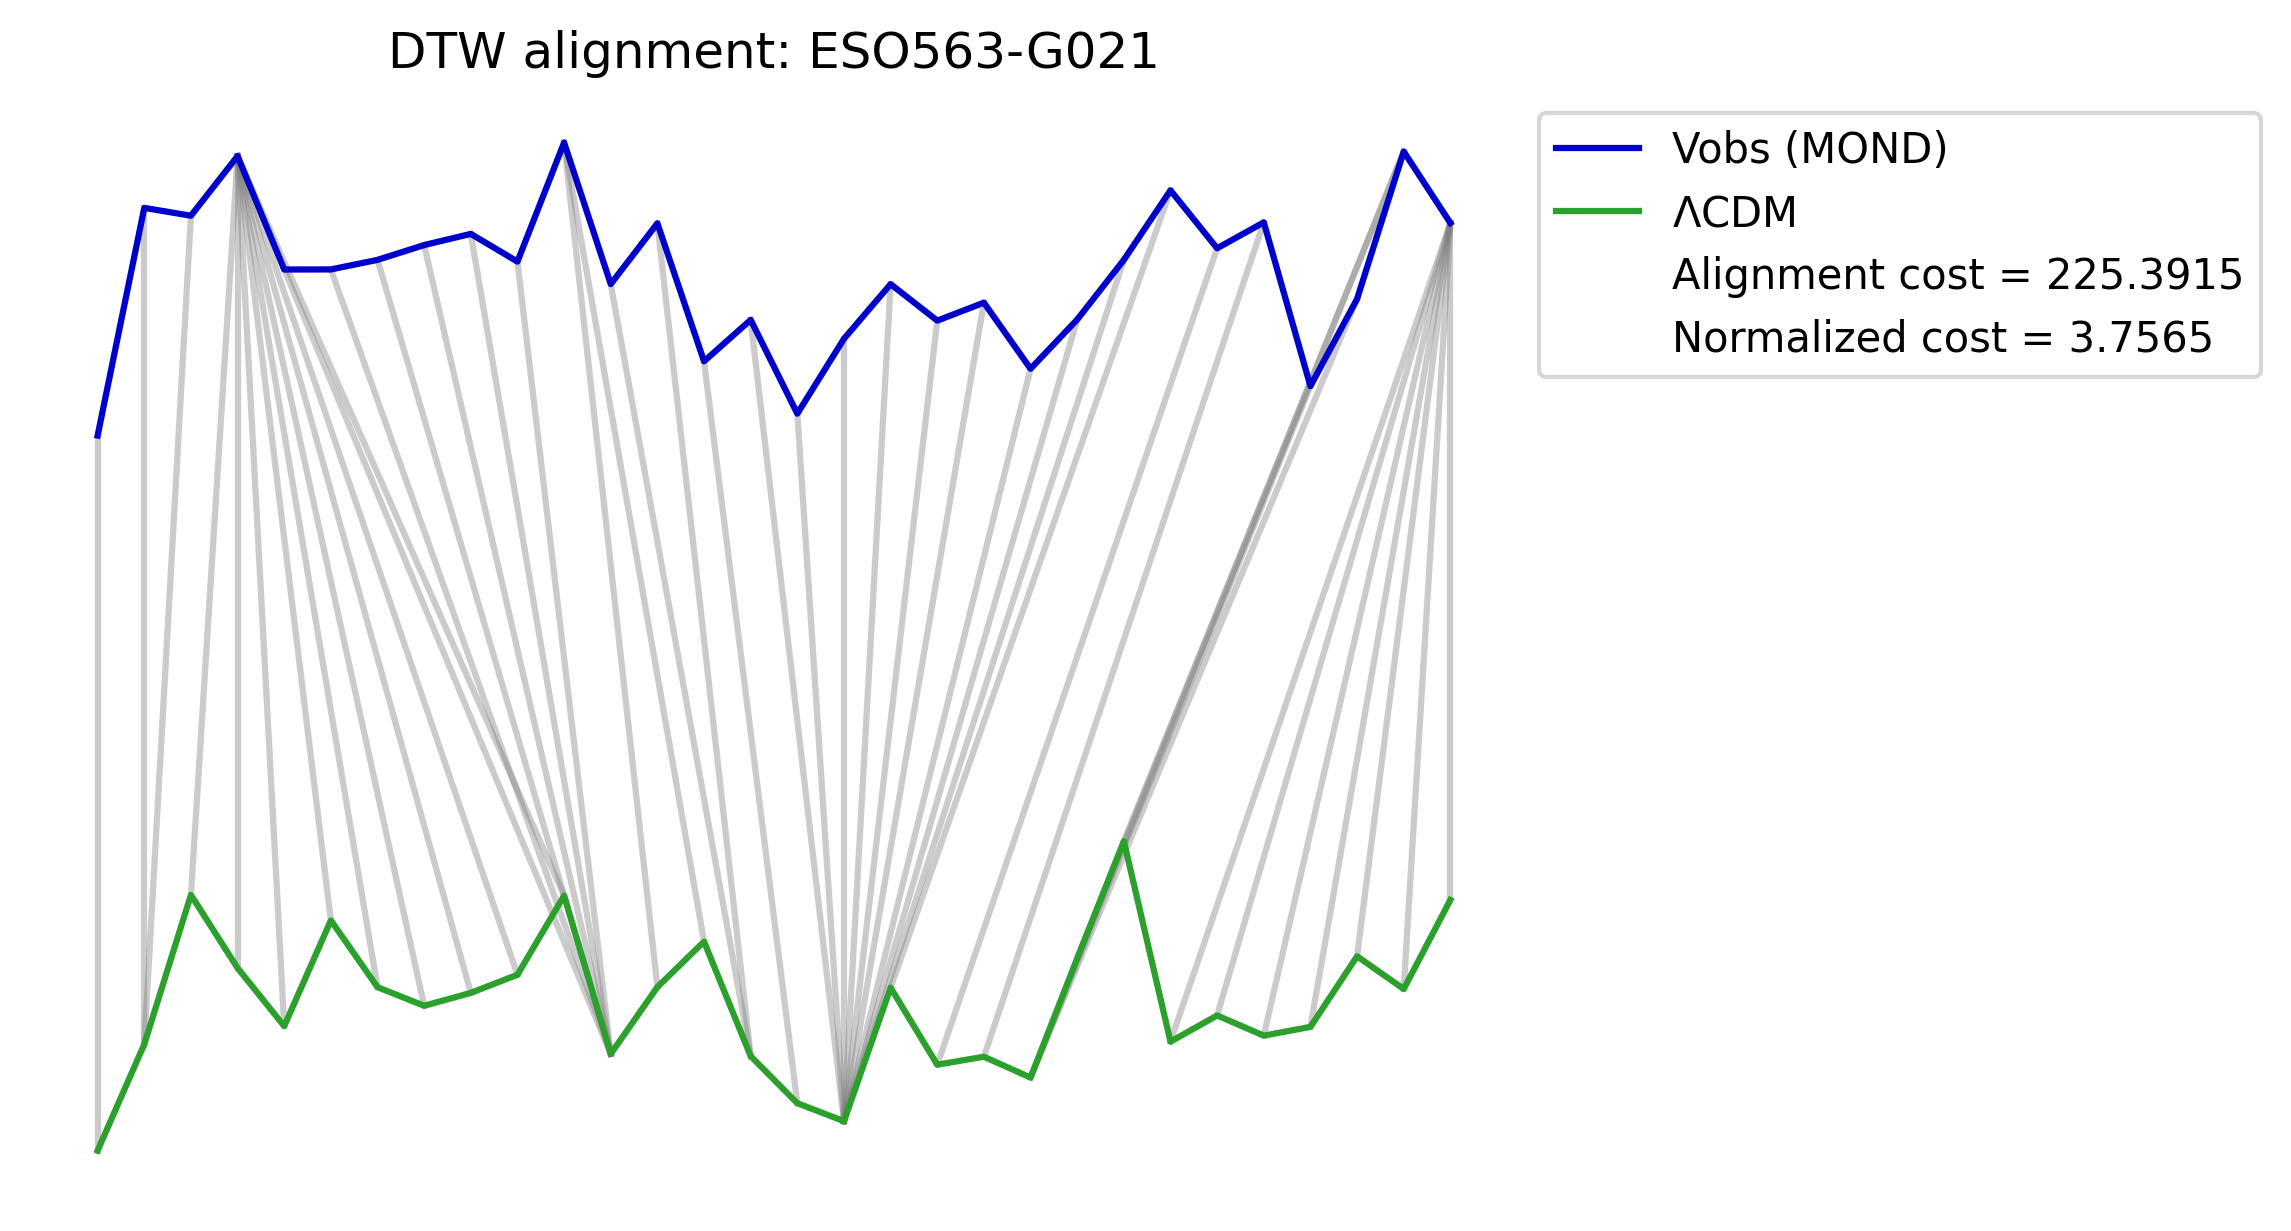 DTW alignment: ESO563-G021
Vobs (MOND)
ΛCDM
Alignment cost = 225.3915
Normalized cost = 3.7565